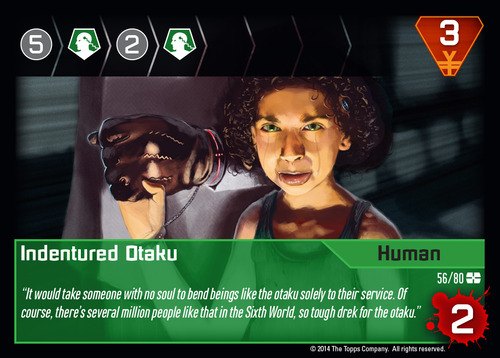 5 2
3
¥
Indentured Otaku
Human
56/80
"It would take someone with no soul to bend beings like the otaku solely to their service. Of
course, there's several million people like that in the Sixth World, so tough drek for the otaku."
2
© 2014 The Topps Company. All rights reserved.